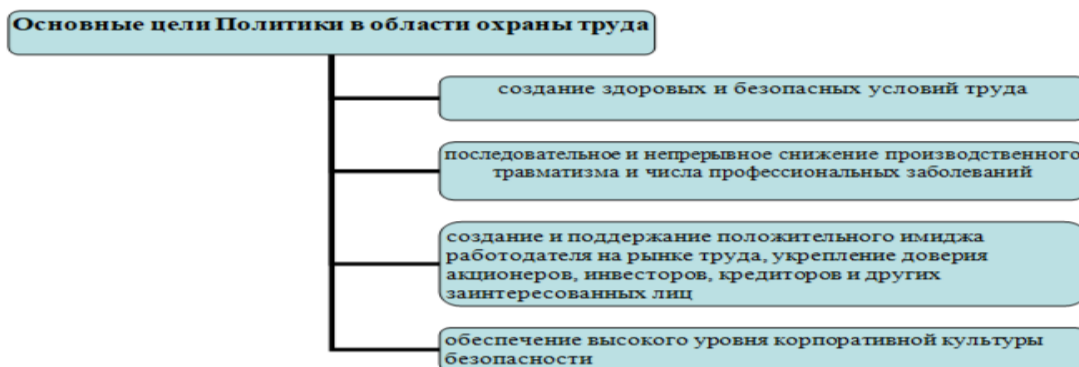 Основные цели Политики в области охраны труда
создание здоровых и безопасных условий труда
последовательное и непрерывное снижение производственного
травматизма и числа профессиональных заболеваний
создание и поддержание положительного имиджа
работодателя на рынке труда, укрепление доверия
акционеров, инвесторов, кредиторов и других
заинтересованных лиц
обеспечение высокого уровня корпоративной культуры
безопасности